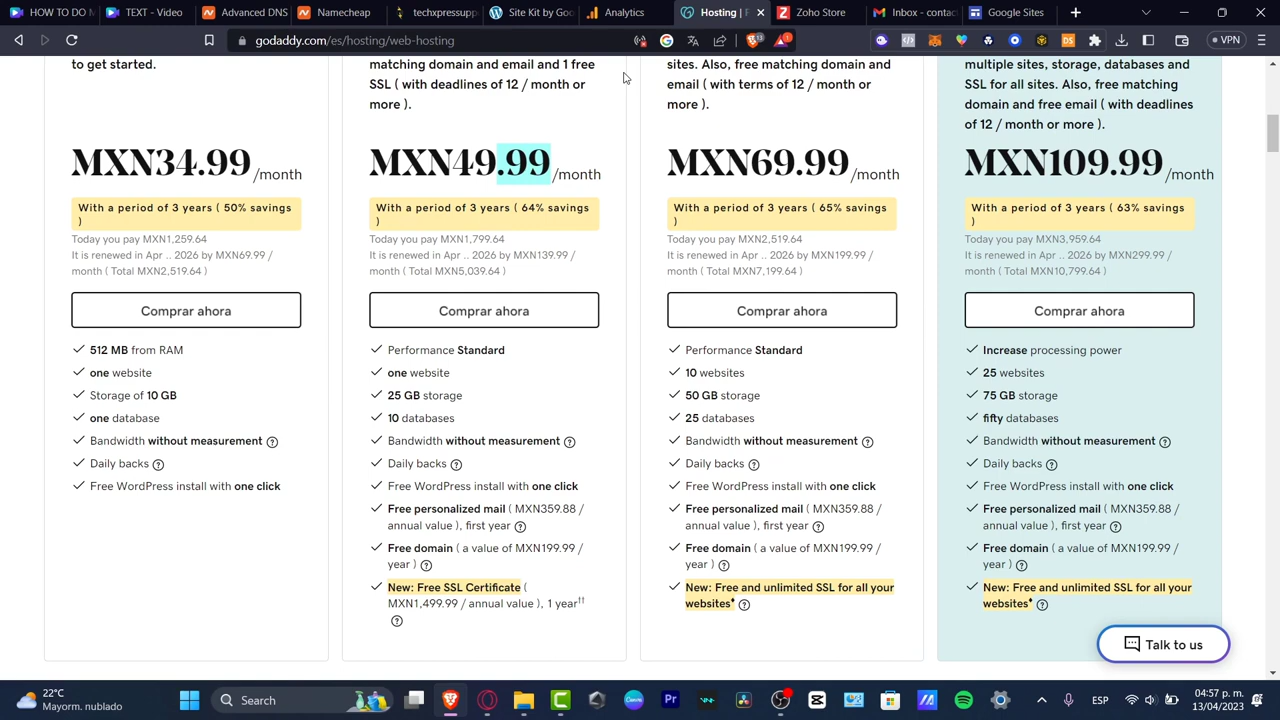 HOW TO DO M
TEXT - Video
Advanced DNS
Namecheap
techxpressup
Site Kit by Go
Analytics
Hosting | F
Zoho Store
Inbox - contac
Google Sites
godaddy.com/es/hosting/web-hosting
VPN
to get started.
matching domain and email and 1 free
SSL ( with deadlines of 12 / month or
more ).
sites. Also, free matching domain and
email ( with terms of 12 / month or
more ).
multiple sites, storage, databases and
SSL for all sites. Also, free matching
domain and free email ( with deadlines
of 12 / month or more ).
MXN34.99/month
With a period of 3 years ( 50% savings
)
Today you pay MXN1,259.64
It is renewed in Apr .. 2026 by MXN69.99 /
month ( Total MXN2,519.64 )
Comprar ahora
512 MB from RAM
one website
Storage of 10 GB
one database
Bandwidth without measurement
Daily backs
Free WordPress install with one click
MXN49.99/month
With a period of 3 years ( 64% savings
)
Today you pay MXN1,799.64
It is renewed in Apr .. 2026 by MXN139.99 /
month ( Total MXN5,039.64 )
Comprar ahora
Performance Standard
one website
25 GB storage
10 databases
Bandwidth without measurement
Daily backs
Free WordPress install with one click
Free personalized mail ( MXN359.88 /
annual value ), first year
Free domain ( a value of MXN199.99 /
year )
New: Free SSL Certificate (
MXN1,499.99 / annual value ), 1 year††
MXN69.99/month
With a period of 3 years ( 65% savings
)
Today you pay MXN2,519.64
It is renewed in Apr .. 2026 by MXN199.99 /
month ( Total MXN7,199.64 )
Comprar ahora
Performance Standard
10 websites
50 GB storage
25 databases
Bandwidth without measurement
Daily backs
Free WordPress install with one click
Free personalized mail ( MXN359.88 /
annual value ), first year
Free domain ( a value of MXN199.99 /
year )
New: Free and unlimited SSL for all your
websites*
MXN109.99/month
With a period of 3 years ( 63% savings
)
Today you pay MXN3,959.64
It is renewed in Apr .. 2026 by MXN299.99 /
month ( Total MXN10,799.64 )
Comprar ahora
Increase processing power
25 websites
75 GB storage
fifty databases
Bandwidth without measurement
Daily backs
Free WordPress install with one click
Free personalized mail ( MXN359.88 /
annual value ), first year
Free domain ( a value of MXN199.99 /
year )
New: Free and unlimited SSL for all your
websites*
Talk to us
22°C
Mayorm. nublado
Search
ESP
04:57 p. m.
13/04/2023